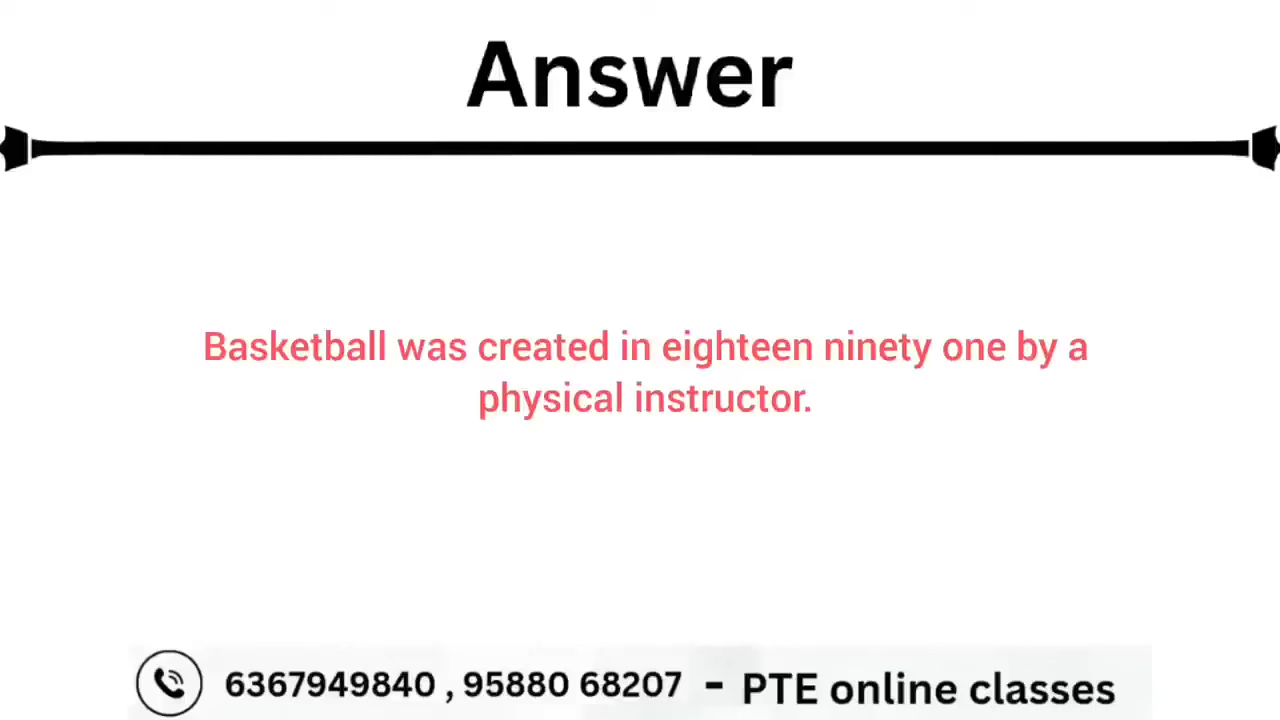 Answer
Basketball was created in eighteen ninety one by a
physical instructor.
6367949840 , 95880 68207 - PTE online classes